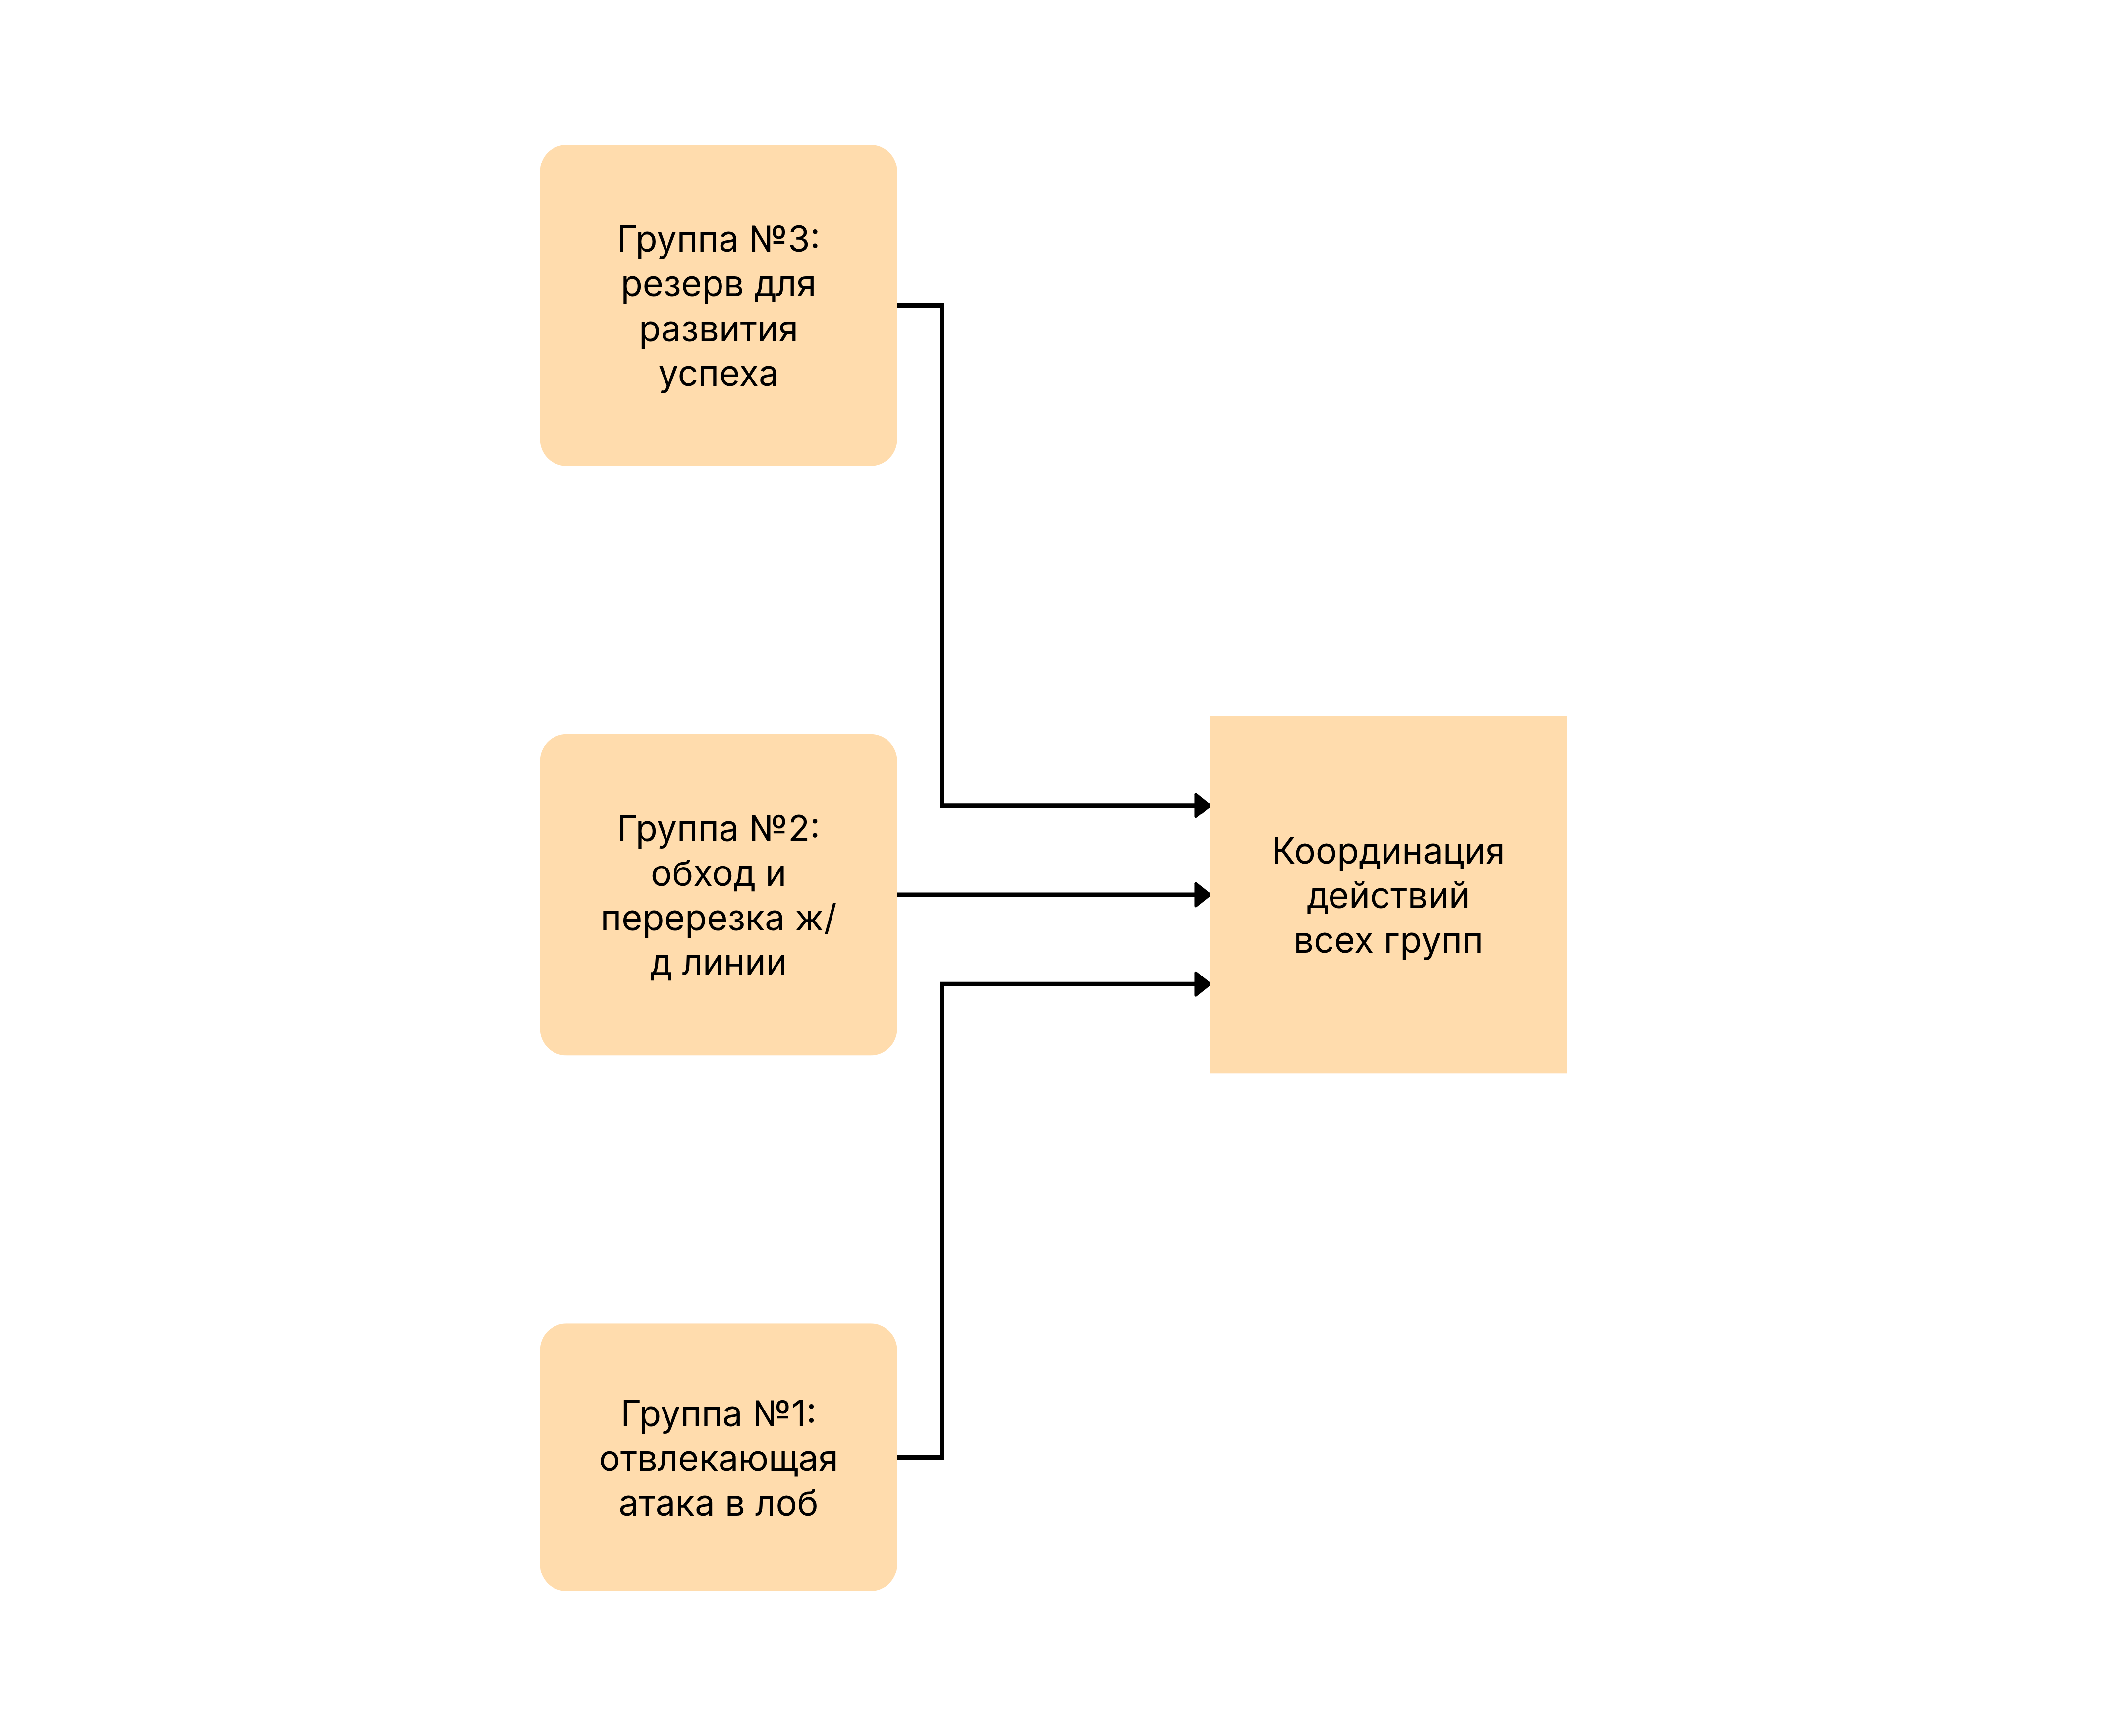 Группа №3:
резерв для
развития
успеха
Группа №2:
обход и
перерезка ж/
д линии
Координация
действий
всех групп
Группа №1:
отвлекающая
атака в лоб